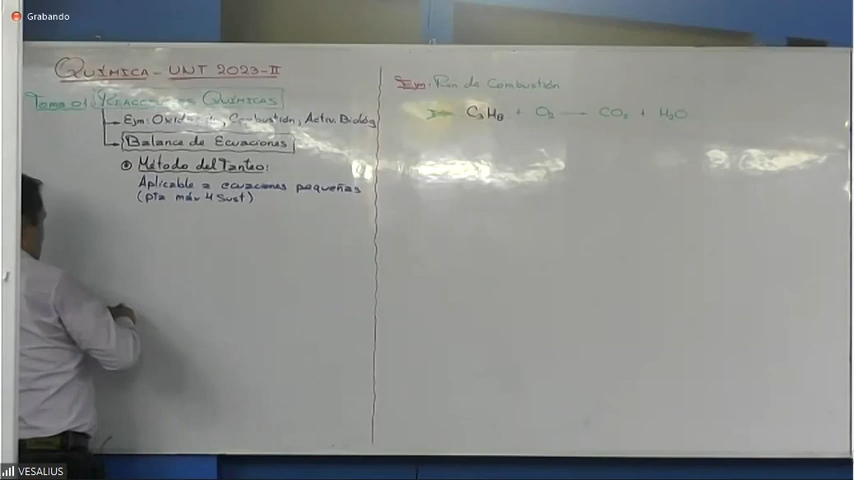 Grabando
QUÍMICA - UNT 2023-II
Tema 01: REACCIONES QUÍMICAS
Ejm: Oxidación, Combustión, Activ. Biológ
Balance de Ecuaciones
Método del Tanteo:
Aplicable a ecuaciones pequeñas
(pta máx 4 Sust)
Ejm: Rxn de Combustión
C3H8 + O2 → CO2 + H2O
VESALIUS